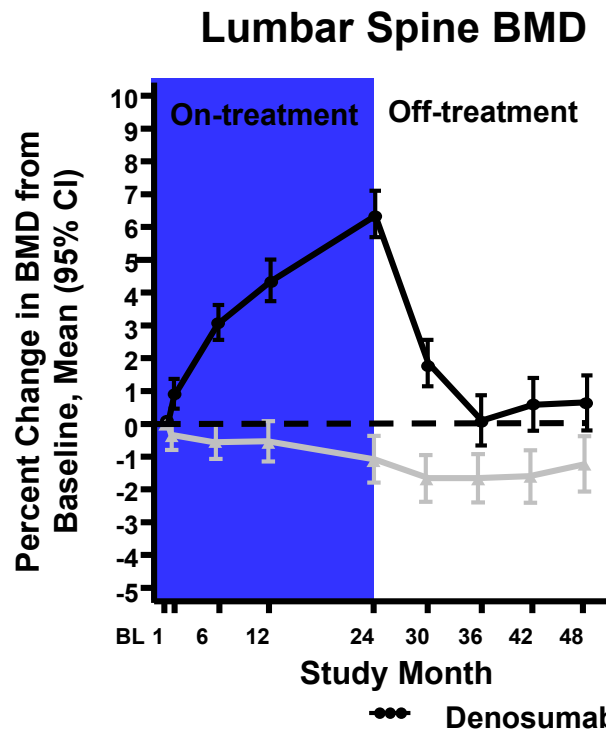 Lumbar Spine BMD
On-treatment
Off-treatment
Percent Change in BMD from
Baseline, Mean (95% CI)
10
9
8
7
6
5
4
3
2
1
0
-1
-2
-3
-4
-5
BL 1 6 12 24 30 36 42 48
Study Month
Denosumab